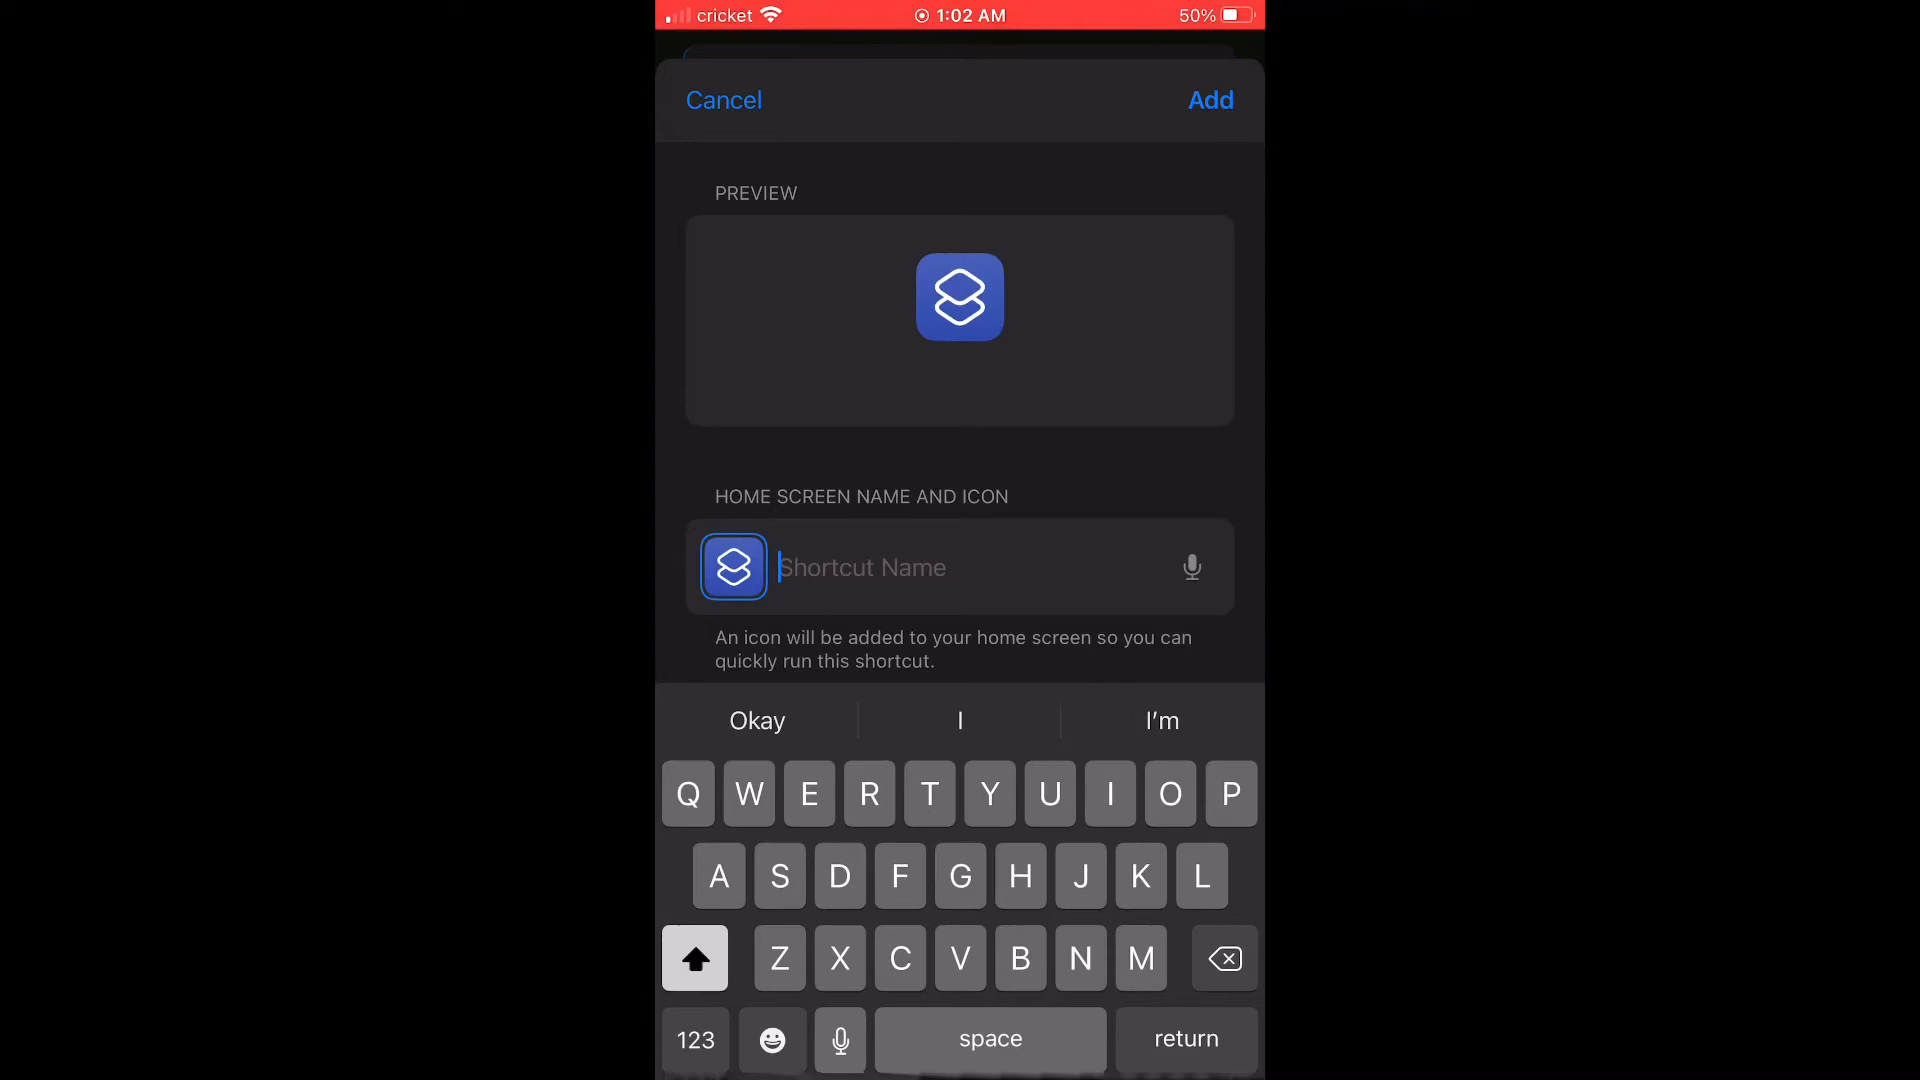 cricket 1:02 AM 50%
Cancel Add
PREVIEW
HOME SCREEN NAME AND ICON
Shortcut Name
An icon will be added to your home screen so you can
quickly run this shortcut.
Okay I I'm
Q W E R T Y U I O P
A S D F G H J K L
Z X C V B N M
123 space return